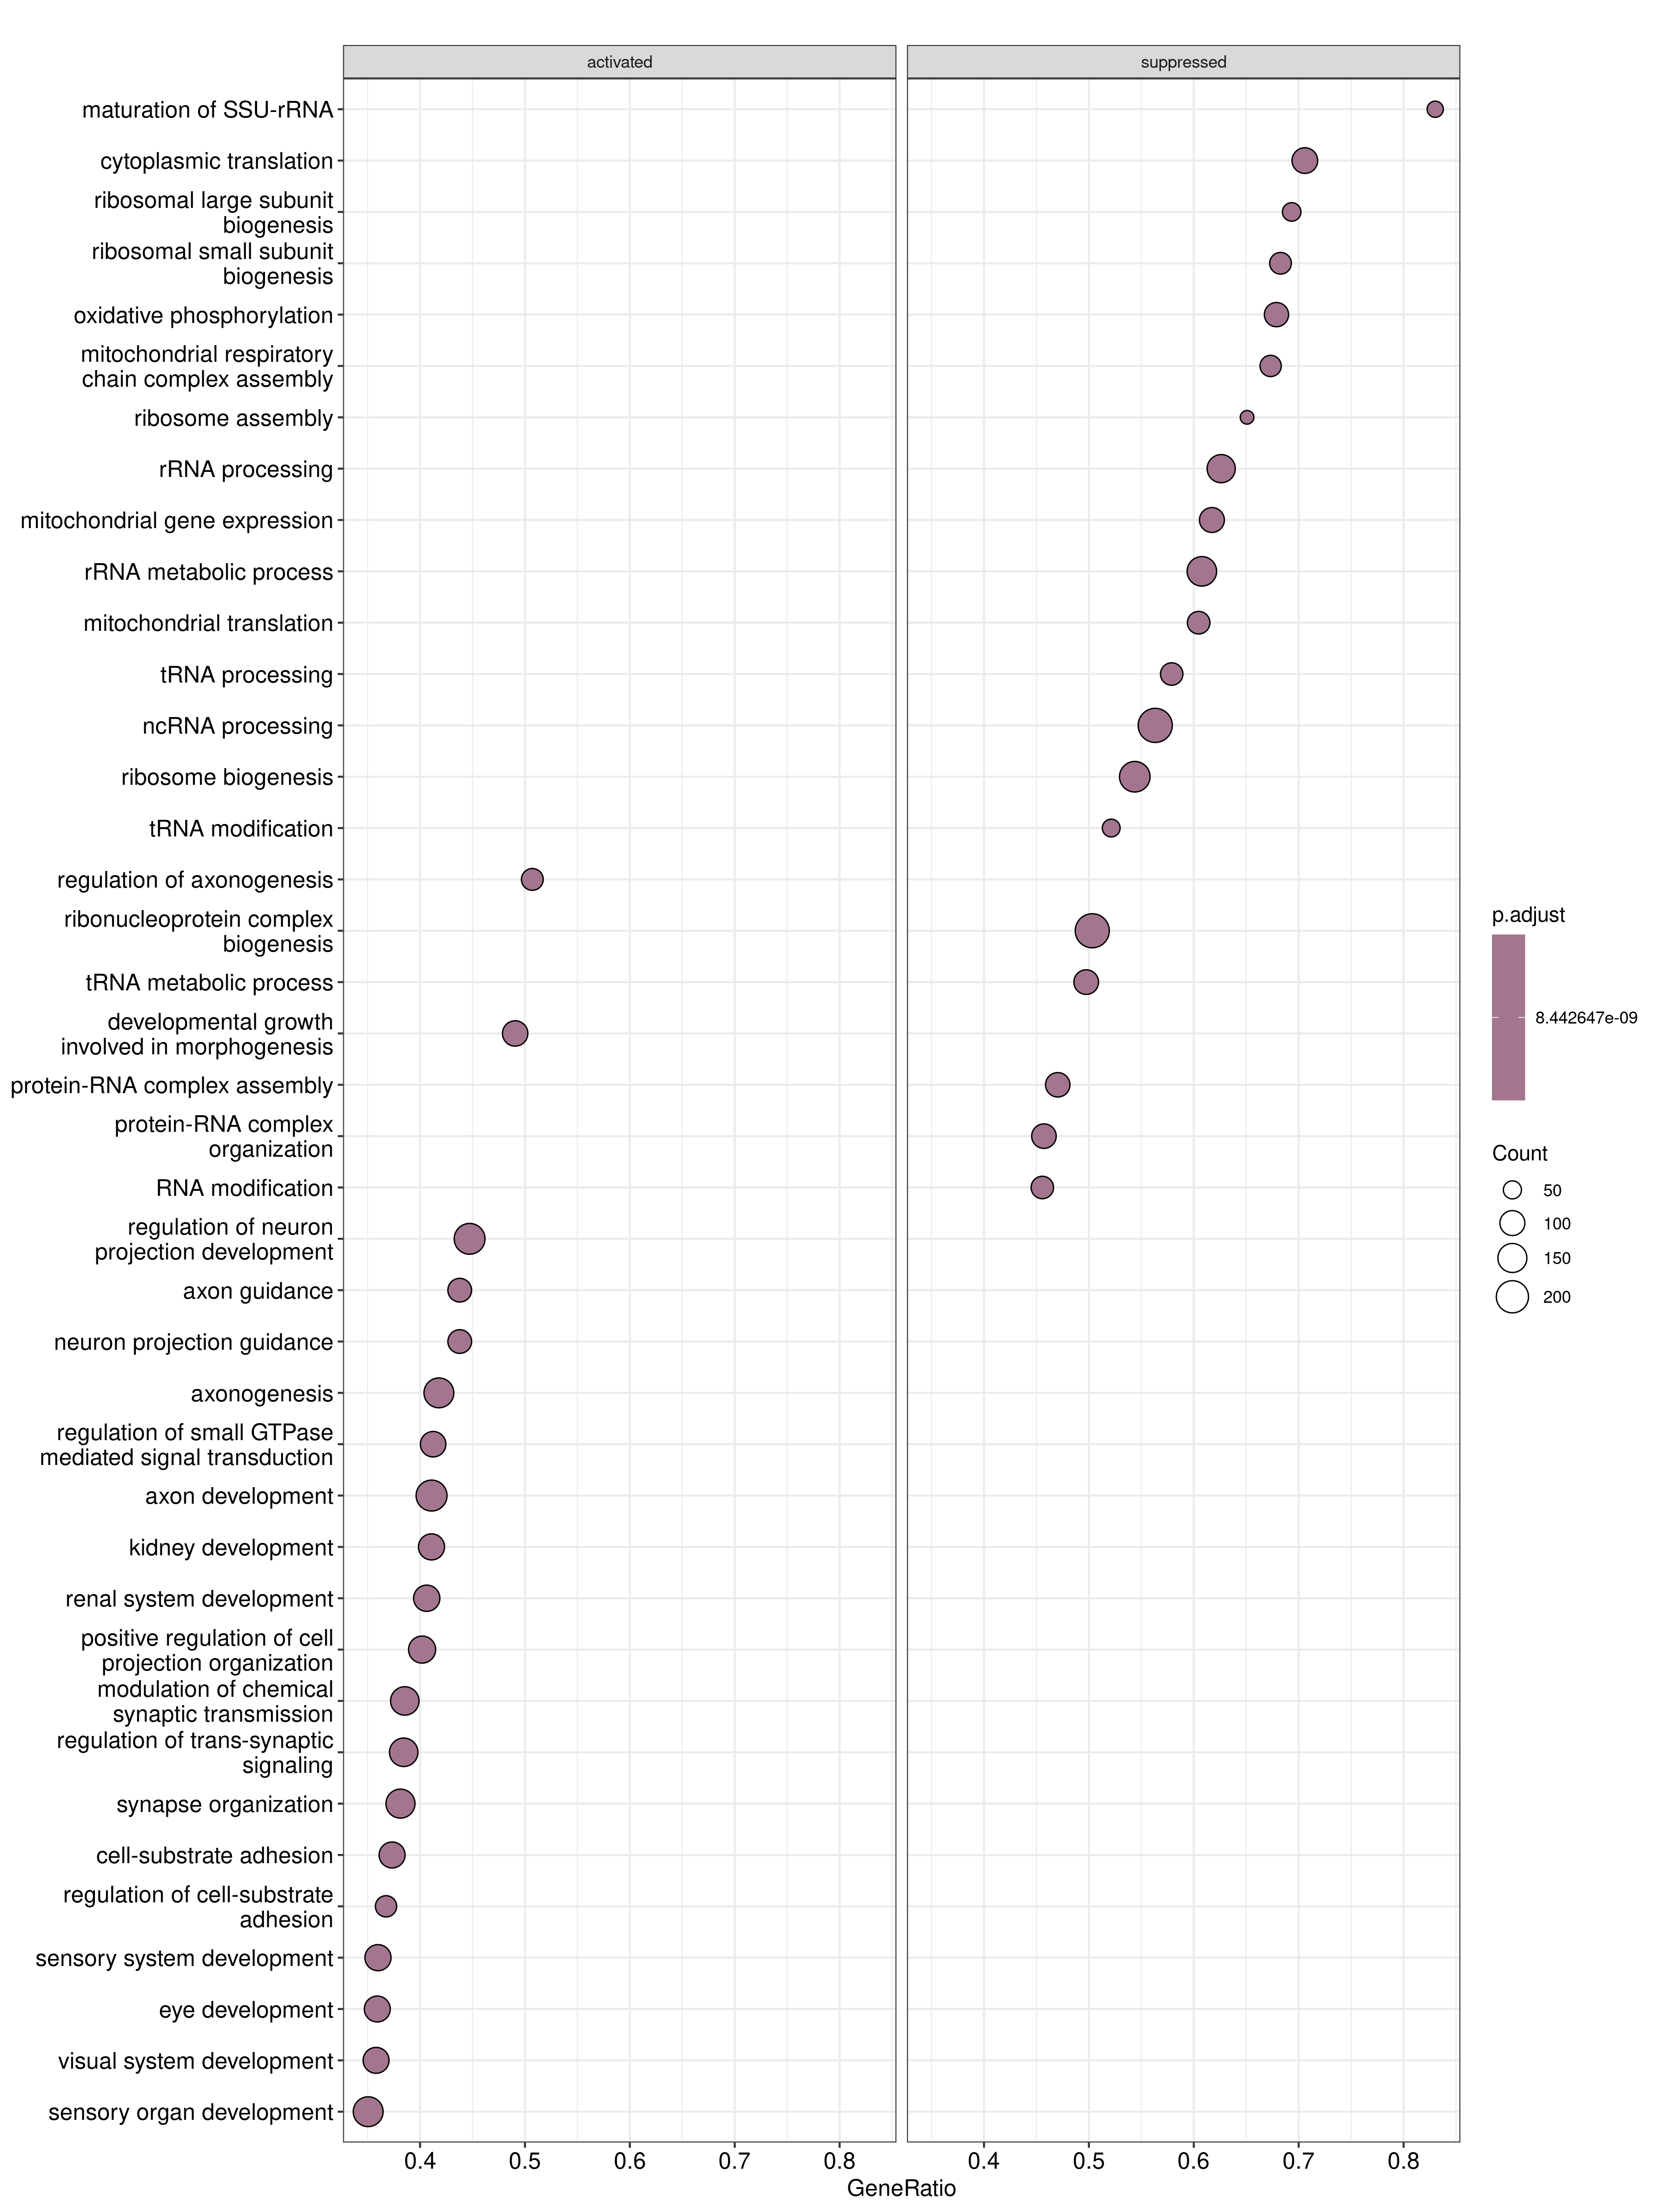 activated
suppressed
maturation of SSU-rRNA
cytoplasmic translation
ribosomal large subunit
biogenesis
ribosomal small subunit
biogenesis
oxidative phosphorylation
mitochondrial respiratory
chain complex assembly
ribosome assembly
rRNA processing
mitochondrial gene expression
rRNA metabolic process
mitochondrial translation
tRNA processing
ncRNA processing
ribosome biogenesis
tRNA modification
regulation of axonogenesis
ribonucleoprotein complex
biogenesis
tRNA metabolic process
developmental growth
involved in morphogenesis
protein-RNA complex assembly
protein-RNA complex
organization
RNA modification
regulation of neuron
projection development
axon guidance
neuron projection guidance
axonogenesis
regulation of small GTPase
mediated signal transduction
axon development
kidney development
renal system development
positive regulation of cell
projection organization
modulation of chemical
synaptic transmission
regulation of trans-synaptic
signaling
synapse organization
cell-substrate adhesion
regulation of cell-substrate
adhesion
sensory system development
eye development
visual system development
sensory organ development
0.4 0.5 0.6 0.7 0.8
0.4 0.5 0.6 0.7 0.8
GeneRatio
p.adjust
8.442647e-09
Count
50
100
150
200